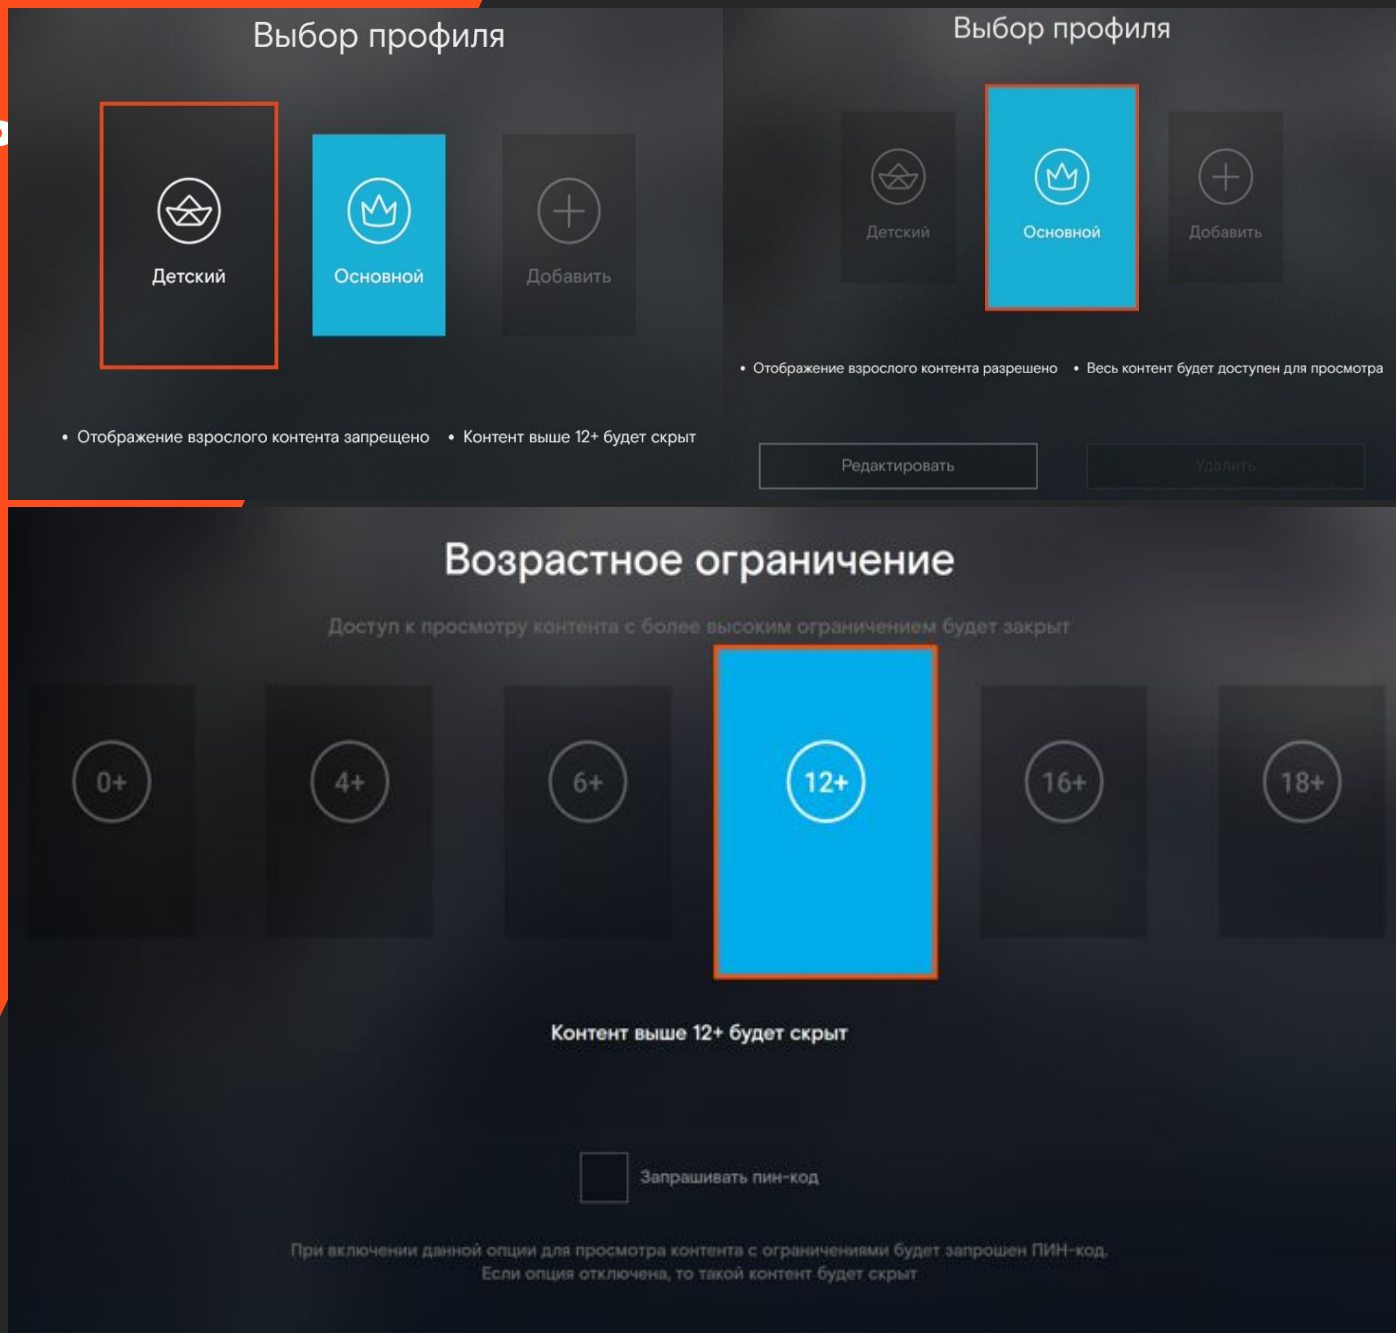 Выбор профиля
Детский
Основной
Добавить
• Отображение взрослого контента запрещено • Контент выше 12+ будет скрыт
Выбор профиля
Детский
Основной
Добавить
• Отображение взрослого контента разрешено • Весь контент будет доступен для просмотра
Редактировать
Удалить
Возрастное ограничение
Доступ к просмотру контента с более высоким ограничением будет закрыт
0+
4+
6+
12+
16+
18+
Контент выше 12+ будет скрыт
Запрашивать пин-код
При включении данной опции для просмотра контента с ограничениями будет запрошен ПИН-код.
Если опция отключена, то такой контент будет скрыт